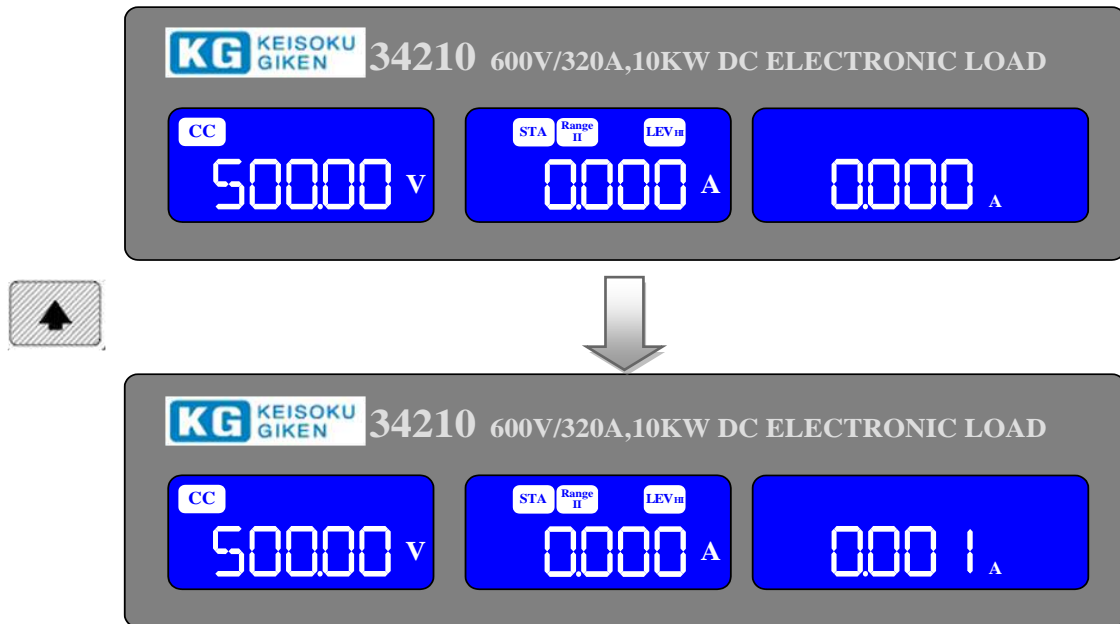 KG KEISOKU GIKEN 34210 600V/320A,10KW DC ELECTRONIC LOAD
CC
STA Range II LEV HI
500.00 V 0.000 A 0.000 A
KG KEISOKU GIKEN 34210 600V/320A,10KW DC ELECTRONIC LOAD
CC
STA Range II LEV HI
500.00 V 0.000 A 0.001 A